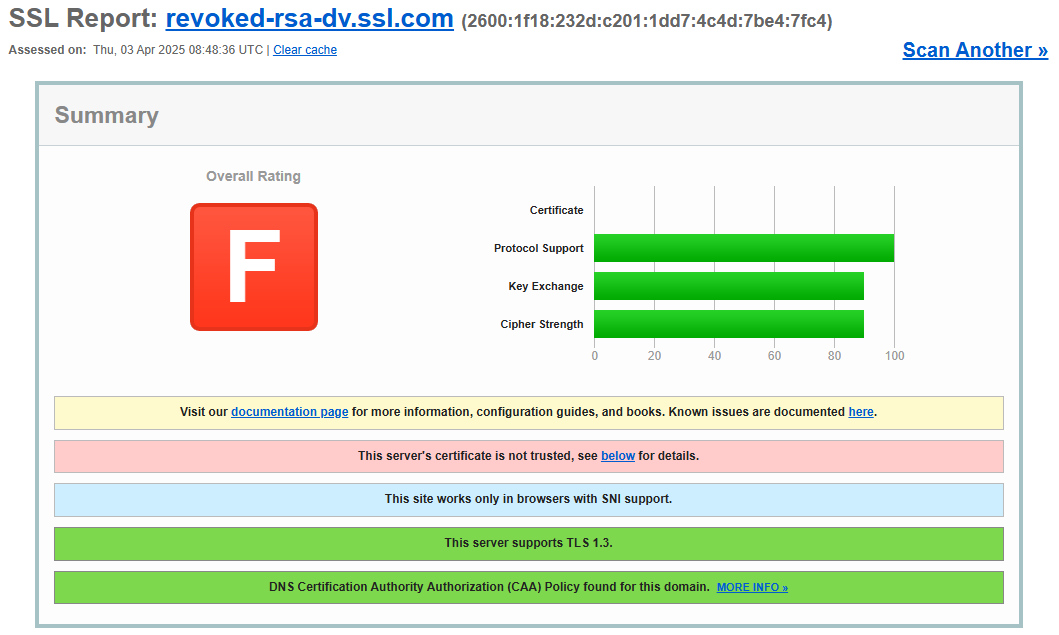 SSL Report: revoked-rsa-dv.ssl.com (2600:1f18:232d:c201:1dd7:4c4d:7be4:7fc4)
Assessed on: Thu, 03 Apr 2025 08:48:36 UTC | Clear cache
Scan Another »
Summary
Overall Rating
F
Certificate
Protocol Support
Key Exchange
Cipher Strength
0 20 40 60 80 100
Visit our documentation page for more information, configuration guides, and books. Known issues are documented here.
This server's certificate is not trusted, see below for details.
This site works only in browsers with SNI support.
This server supports TLS 1.3.
DNS Certification Authority Authorization (CAA) Policy found for this domain. MORE INFO »